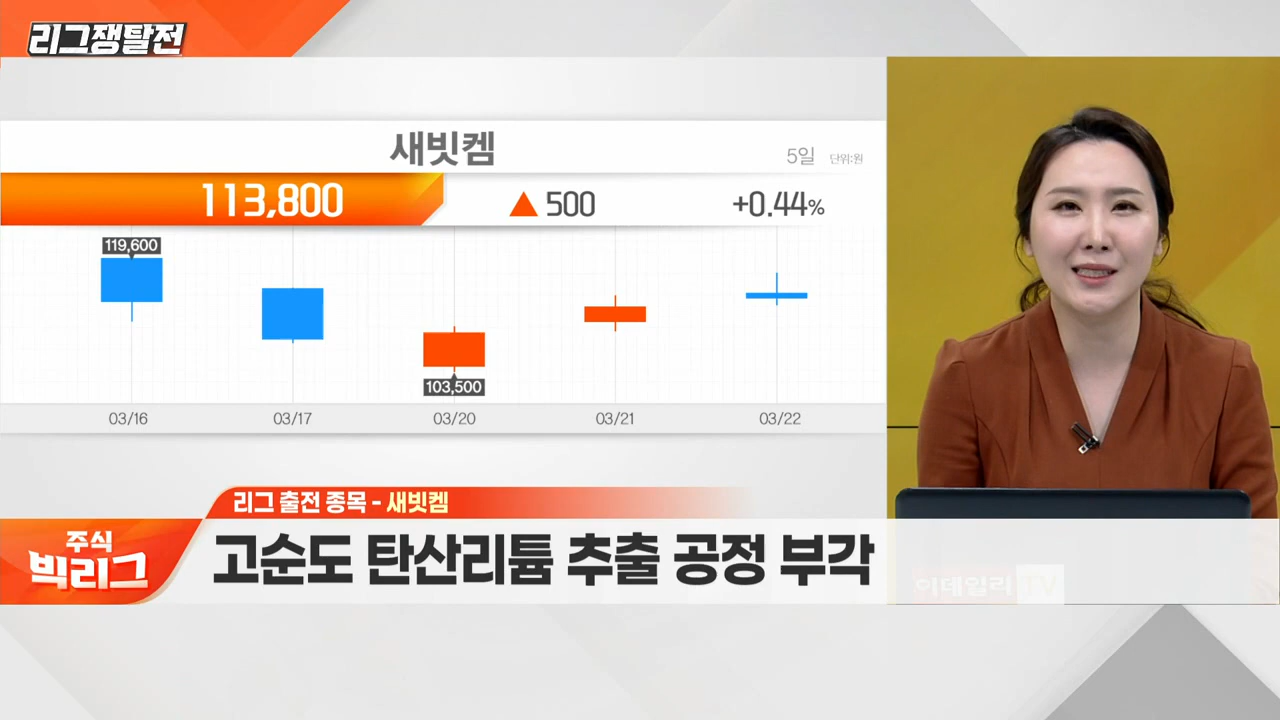 리그쟁탈전
새빗켐
5일 단위:원
113,800 ▲ 500 +0.44%
119,600
103,500
03/16 03/17 03/20 03/21 03/22
리그 출전 종목 - 새빗켐
주식
빅리그
고순도 탄산리튬 추출 공정 부각
이데일리 TV